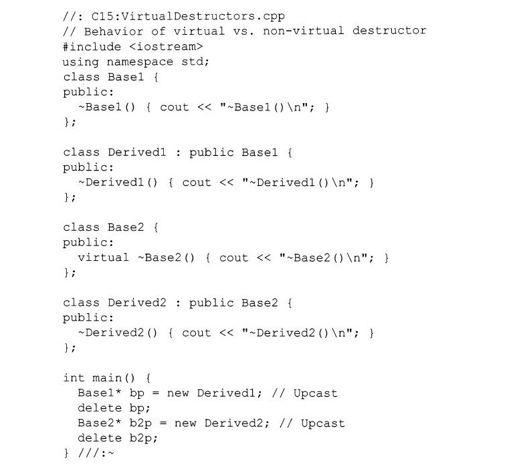 //: C15:VirtualDestructors.cpp
// Behavior of virtual vs. non-virtual destructor
#include <iostream>
using namespace std;
class Base1 {
public:
  ~Base1() { cout << "~Base1()\n"; }
};

class Derived1 : public Base1 {
public:
  ~Derived1() { cout << "~Derived1()\n"; }
};

class Base2 {
public:
  virtual ~Base2() { cout << "~Base2()\n"; }
};

class Derived2 : public Base2 {
public:
  ~Derived2() { cout << "~Derived2()\n"; }
};

int main() {
  Base1* bp = new Derived1; // Upcast
  delete bp;
  Base2* b2p = new Derived2; // Upcast
  delete b2p;
} ///:~